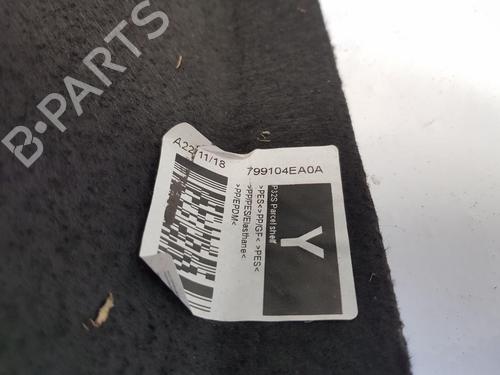 B-PARTS
A22/11/18
799104EA0A
P32S Parcel shelf
Y
>PES<>PP/GF< >PES<
>PP/PES/Elasthane<
>PP/EPDM<